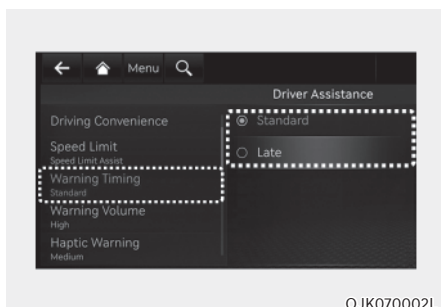 Menu
Driver Assistance
Driving Convenience
Speed Limit
Speed Limit Assist
Warning Timing
Standard
Warning Volume
High
Haptic Warning
Medium
Standard
Late
OJK070002L